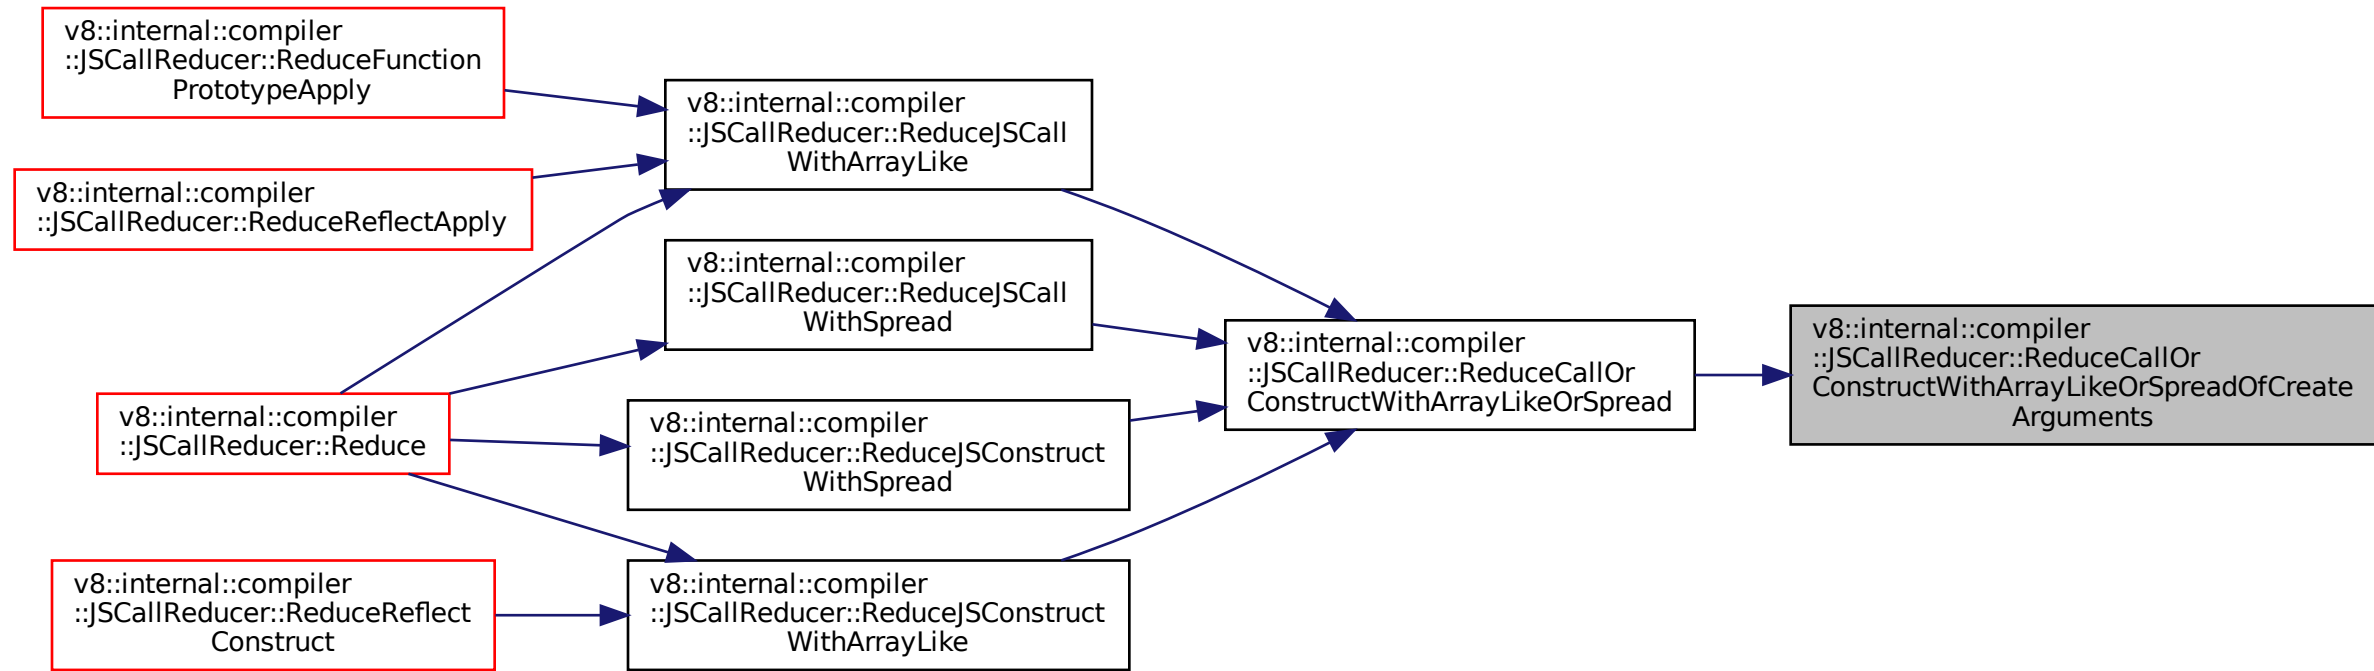 v8::internal::compiler
::JSCallReducer::ReduceFunction
PrototypeApply
v8::internal::compiler
::JSCallReducer::ReduceReflectApply
v8::internal::compiler
::JSCallReducer::Reduce
v8::internal::compiler
::JSCallReducer::ReduceReflect
Construct
v8::internal::compiler
::JSCallReducer::ReduceJSCall
WithArrayLike
v8::internal::compiler
::JSCallReducer::ReduceJSCall
WithSpread
v8::internal::compiler
::JSCallReducer::ReduceJSConstruct
WithSpread
v8::internal::compiler
::JSCallReducer::ReduceJSConstruct
WithArrayLike
v8::internal::compiler
::JSCallReducer::ReduceCallOr
ConstructWithArrayLikeOrSpread
v8::internal::compiler
::JSCallReducer::ReduceCallOr
ConstructWithArrayLikeOrSpreadOfCreate
Arguments